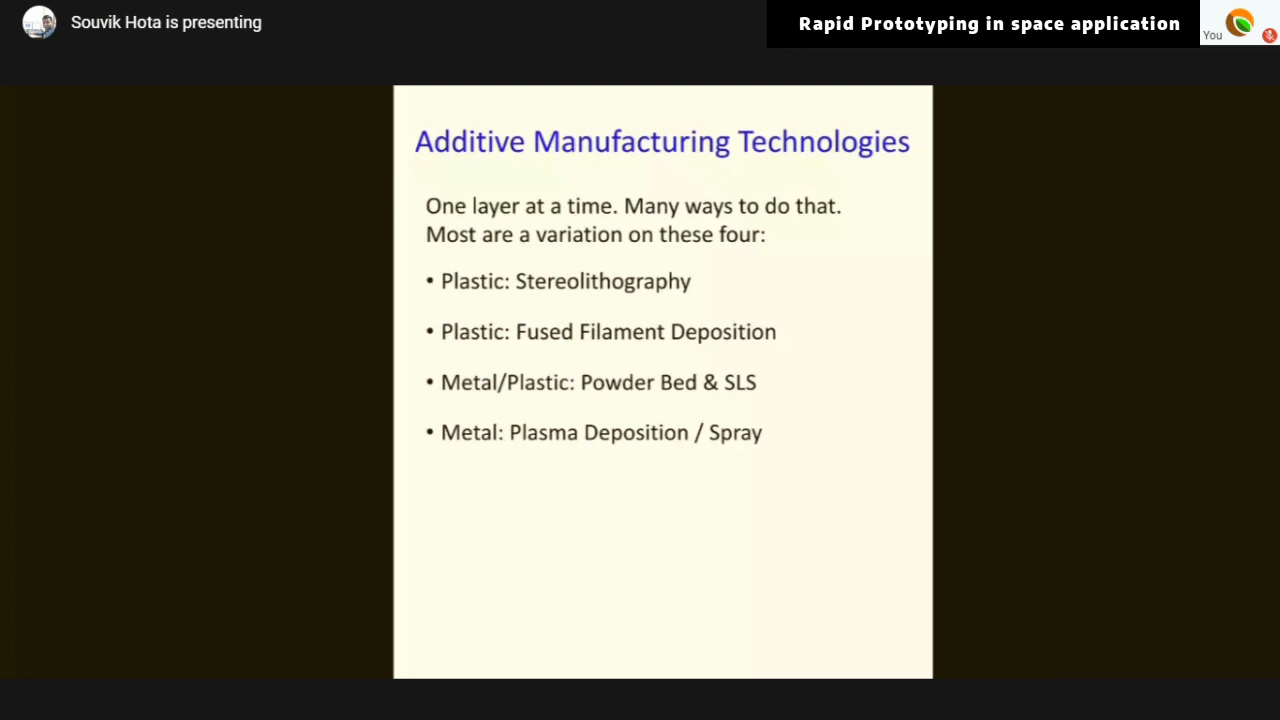 Souvik Hota is presenting
Rapid Prototyping in space application
You
Additive Manufacturing Technologies
One layer at a time. Many ways to do that.
Most are a variation on these four:
• Plastic: Stereolithography
• Plastic: Fused Filament Deposition
• Metal/Plastic: Powder Bed & SLS
• Metal: Plasma Deposition / Spray